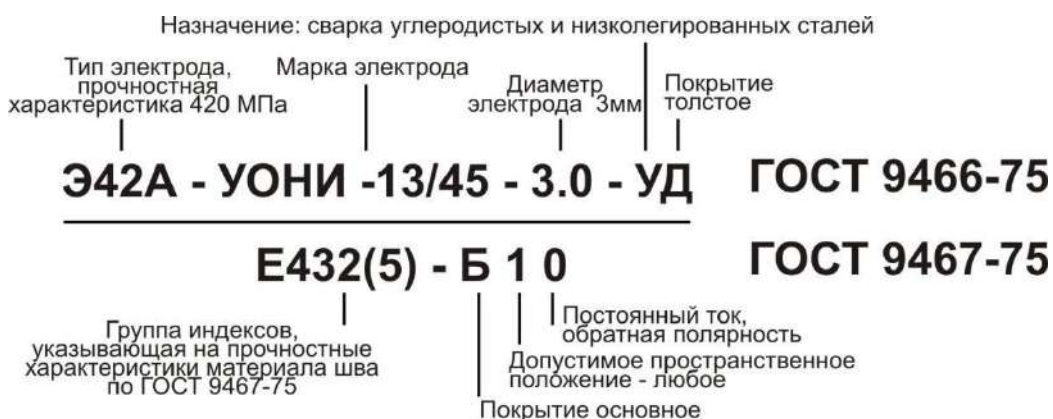 Назначение: сварка углеродистых и низколегированных сталей
Тип электрода,
прочностная
характеристика 420 МПа
Марка электрода
Диаметр
электрода 3мм
Покрытие
толстое
Э42А - УОНИ -13/45 - 3.0 - УД
ГОСТ 9466-75
Е432(5) - Б 1 0
ГОСТ 9467-75
Группа индексов,
указывающая на прочностные
характеристики материала шва
по ГОСТ 9467-75
Постоянный ток,
обратная полярность
Допустимое пространственное
положение - любое
Покрытие основное